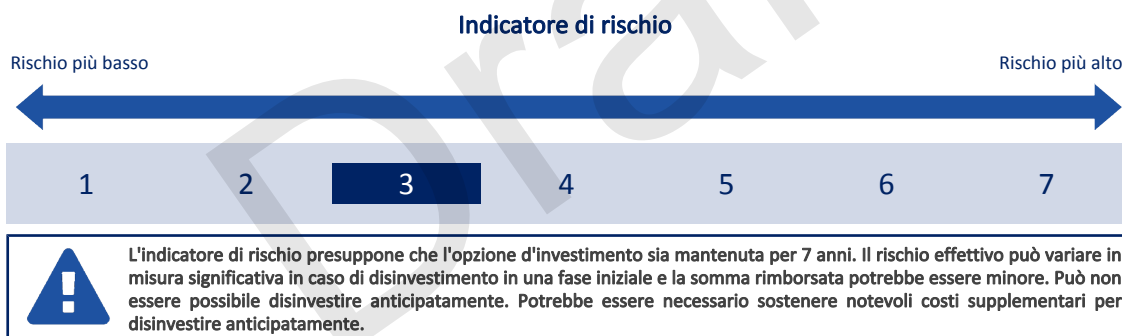 Indicatore di rischio
Rischio più basso
Rischio più alto
1 2 3 4 5 6 7
L'indicatore di rischio presuppone che l'opzione d'investimento sia mantenuta per 7 anni. Il rischio effettivo può variare in
misura significativa in caso di disinvestimento in una fase iniziale e la somma rimborsata potrebbe essere minore. Può non
essere possibile disinvestire anticipatamente. Potrebbe essere necessario sostenere notevoli costi supplementari per
disinvestire anticipatamente.